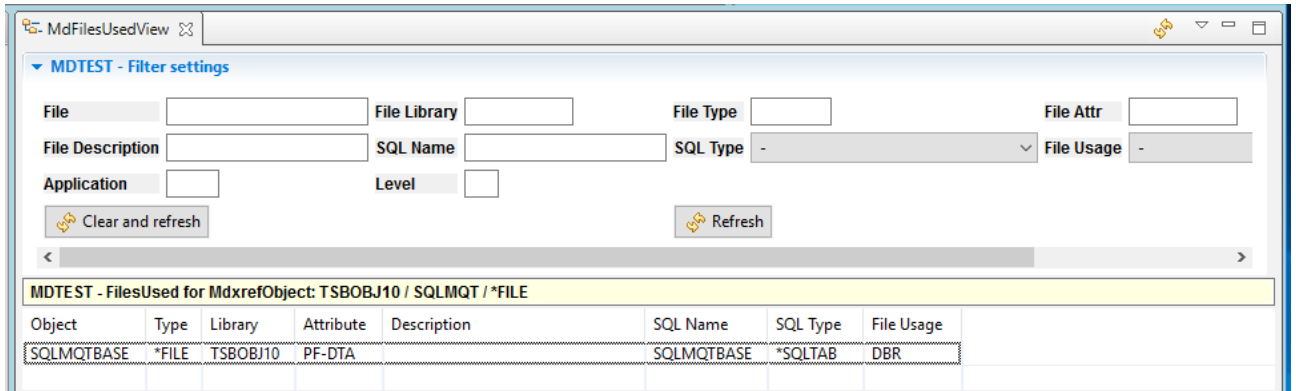 MdFilesUsedView
MDTEST - Filter settings
File File Library File Type File Attr
File Description SQL Name SQL Type - File Usage -
Application Level
Clear and refresh Refresh
MDTEST - FilesUsed for MdxrefObject: TSBOBJ10 / SQLMQT / *FILE
Object Type Library Attribute Description SQL Name SQL Type File Usage
SQLMQTBASE *FILE TSBOBJ10 PF-DTA SQLMQTBASE *SQLTAB DBR